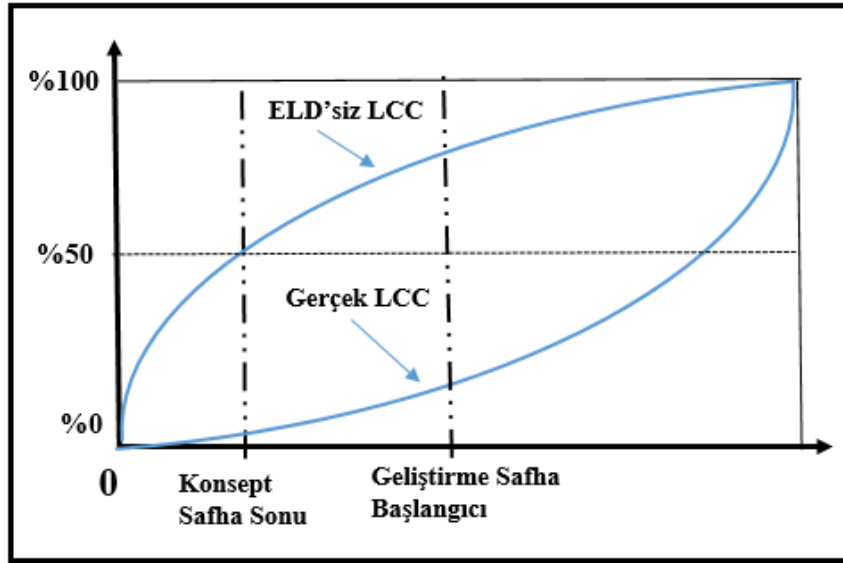 %100
ELD'siz LCC
%50
Gerçek LCC
%0
0
Konsept
Safha Sonu
Geliştirme Safha
Başlangıcı